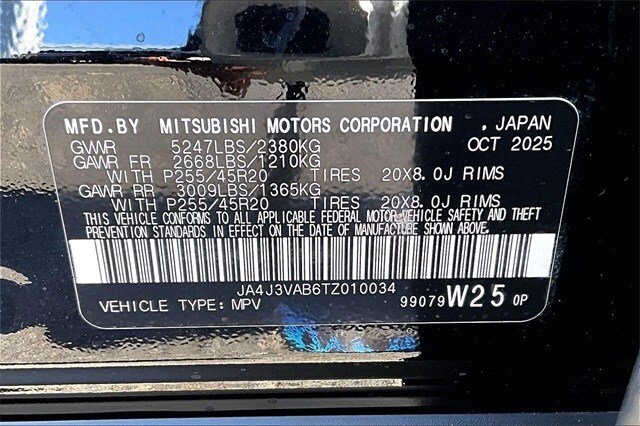 MFD.BY MITSUBISHI MOTORS CORPORATION . JAPAN
GVWR 5247LBS/2380KG OCT 2025
GAWR FR 2668LBS/1210KG
WITH P255/45R20 TIRES 20X8.0J RIMS
GAWR RR 3009LBS/1365KG
WITH P255/45R20 TIRES 20X8.0J RIMS
THIS VEHICLE CONFORMS TO ALL APPLICABLE FEDERAL MOTOR VEHICLE SAFETY AND THEFT
PREVENTION STANDARDS IN EFFECT ON THE DATE OF MANUFACTURE SHOWN ABOVE.
JA4J3VAB6TZ010034
VEHICLE TYPE: MPV 99079 W25 0P